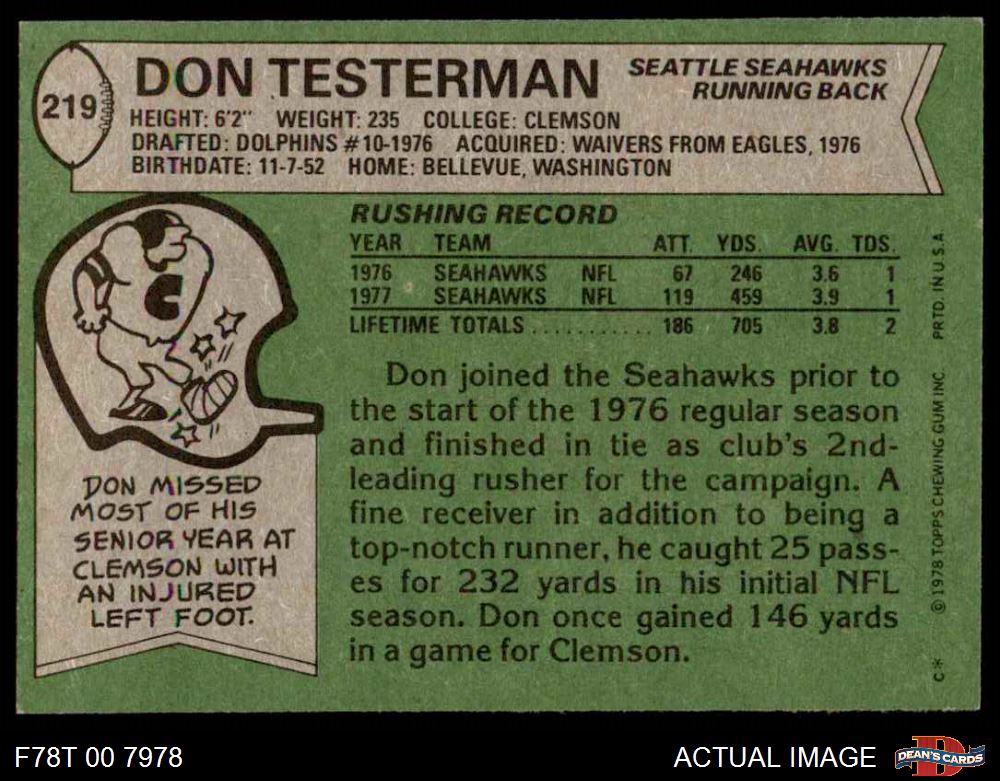 219
DON TESTERMAN
SEATTLE SEAHAWKS
RUNNING BACK
HEIGHT: 6'2" WEIGHT: 235 COLLEGE: CLEMSON
DRAFTED: DOLPHINS #10-1976 ACQUIRED: WAIVERS FROM EAGLES, 1976
BIRTHDATE: 11-7-52 HOME: BELLEVUE, WASHINGTON
C
DON MISSED
MOST OF HIS
SENIOR YEAR AT
CLEMSON WITH
AN INJURED
LEFT FOOT.
RUSHING RECORD
YEAR TEAM ATT. YDS. AVG. TDS.
1976 SEAHAWKS NFL 67 246 3.6 1
1977 SEAHAWKS NFL 119 459 3.9 1
LIFETIME TOTALS ........... 186 705 3.8 2
Don joined the Seahawks prior to
the start of the 1976 regular season
and finished in tie as club's 2nd-
leading rusher for the campaign. A
fine receiver in addition to being a
top-notch runner, he caught 25 pass-
es for 232 yards in his initial NFL
season. Don once gained 146 yards
in a game for Clemson.
C* © 1978 TOPPS CHEWING GUM INC. PRTD. IN U.S.A
F78T 00 7978
ACTUAL IMAGE
D
DEAN'S CARDS